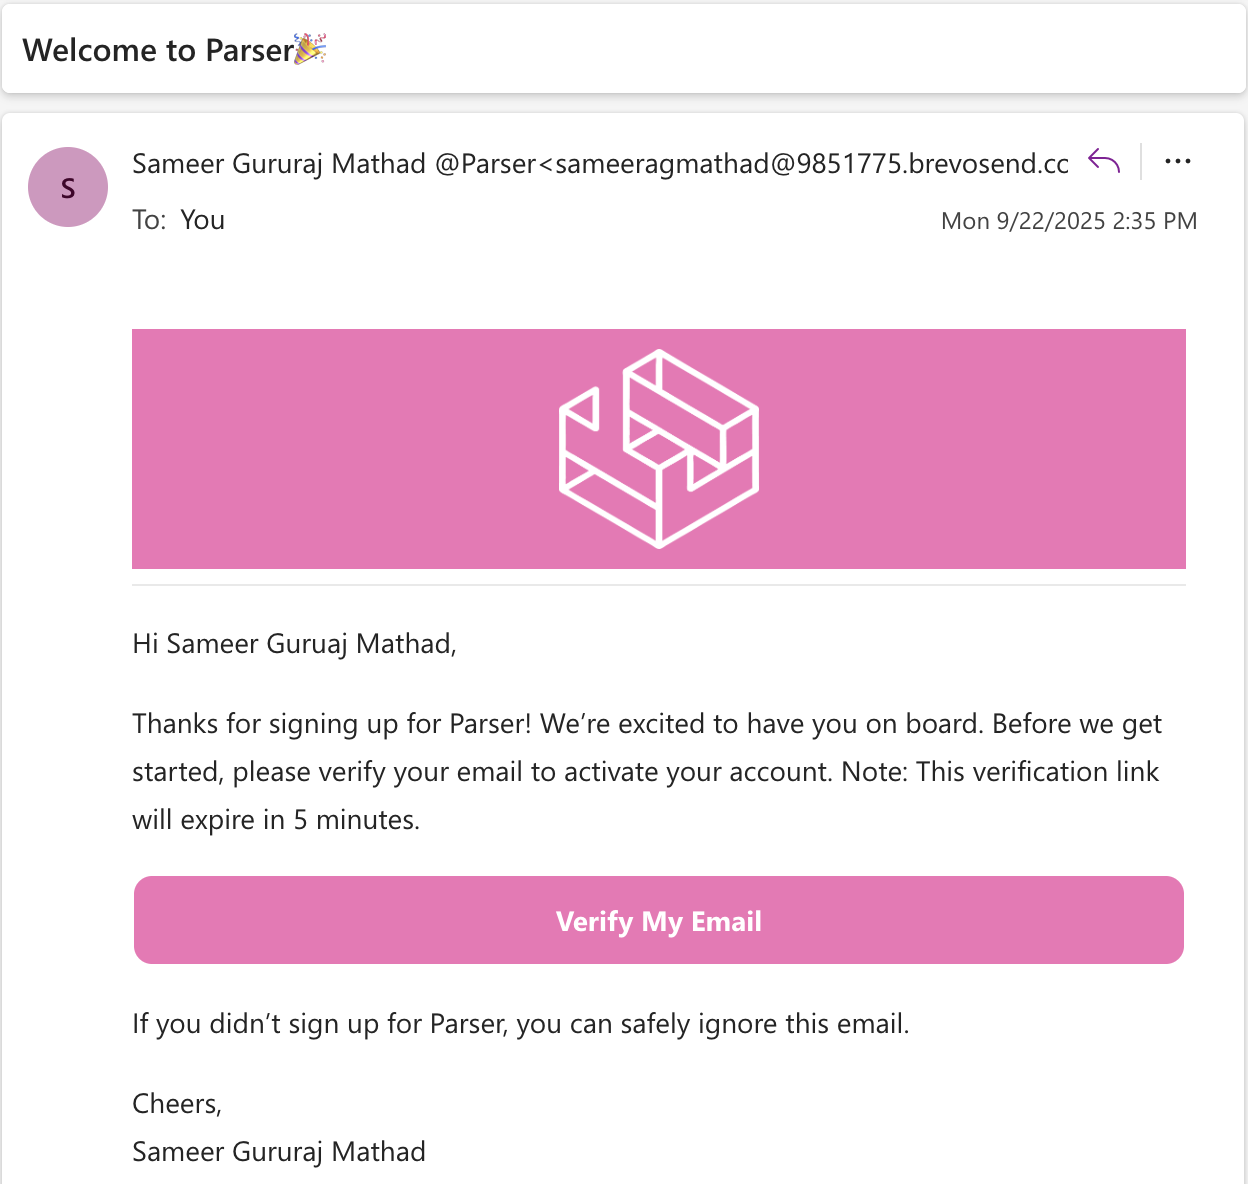 Welcome to Parser🎉
S
Sameer Gururaj Mathad @Parser<sameeragmathad@9851775.brevosend.cc
To: You
Mon 9/22/2025 2:35 PM
Hi Sameer Guruaj Mathad,
Thanks for signing up for Parser! We’re excited to have you on board. Before we get
started, please verify your email to activate your account. Note: This verification link
will expire in 5 minutes.
Verify My Email
If you didn’t sign up for Parser, you can safely ignore this email.
Cheers,
Sameer Gururaj Mathad